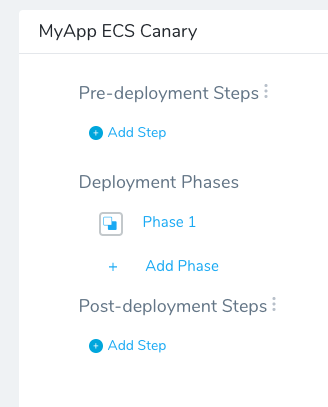 MyApp ECS Canary
Pre-deployment Steps
Add Step
Deployment Phases
Phase 1
+ Add Phase
Post-deployment Steps
Add Step